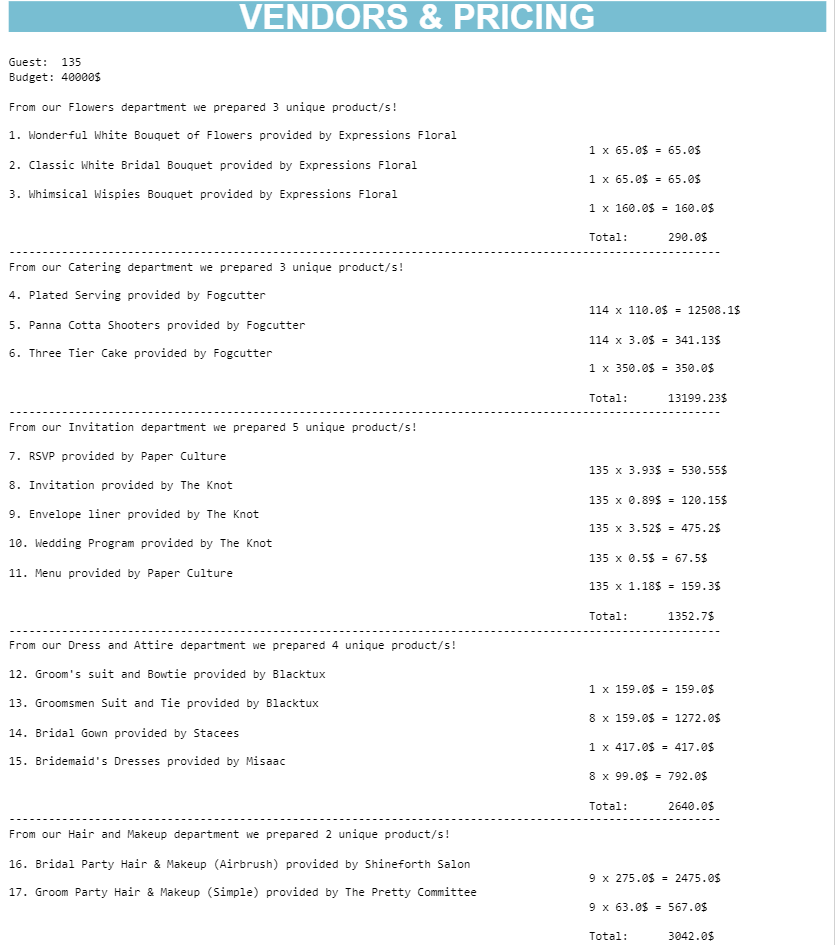 VENDORS & PRICING
Guest:  135
Budget: 40000$
From our Flowers department we prepared 3 unique product/s!
1. Wonderful White Bouquet of Flowers provided by Expressions Floral
1 x 65.0$ = 65.0$
2. Classic White Bridal Bouquet provided by Expressions Floral
1 x 65.0$ = 65.0$
3. Whimsical Wispies Bouquet provided by Expressions Floral
1 x 160.0$ = 160.0$
Total:      290.0$
------------------------------------------------------------------------------------------------------------
From our Catering department we prepared 3 unique product/s!
4. Plated Serving provided by Fogcutter
114 x 110.0$ = 12508.1$
5. Panna Cotta Shooters provided by Fogcutter
114 x 3.0$ = 341.13$
6. Three Tier Cake provided by Fogcutter
1 x 350.0$ = 350.0$
Total:      13199.23$
------------------------------------------------------------------------------------------------------------
From our Invitation department we prepared 5 unique product/s!
7. RSVP provided by Paper Culture
135 x 3.93$ = 530.55$
8. Invitation provided by The Knot
135 x 0.89$ = 120.15$
9. Envelope liner provided by The Knot
135 x 3.52$ = 475.2$
10. Wedding Program provided by The Knot
135 x 0.5$ = 67.5$
11. Menu provided by Paper Culture
135 x 1.18$ = 159.3$
Total:      1352.7$
------------------------------------------------------------------------------------------------------------
From our Dress and Attire department we prepared 4 unique product/s!
12. Groom's suit and Bowtie provided by Blacktux
1 x 159.0$ = 159.0$
13. Groomsmen Suit and Tie provided by Blacktux
8 x 159.0$ = 1272.0$
14. Bridal Gown provided by Stacees
1 x 417.0$ = 417.0$
15. Bridemaid's Dresses provided by Misaac
8 x 99.0$ = 792.0$
Total:      2640.0$
------------------------------------------------------------------------------------------------------------
From our Hair and Makeup department we prepared 2 unique product/s!
16. Bridal Party Hair & Makeup (Airbrush) provided by Shineforth Salon
9 x 275.0$ = 2475.0$
17. Groom Party Hair & Makeup (Simple) provided by The Pretty Committee
9 x 63.0$ = 567.0$
Total:      3042.0$